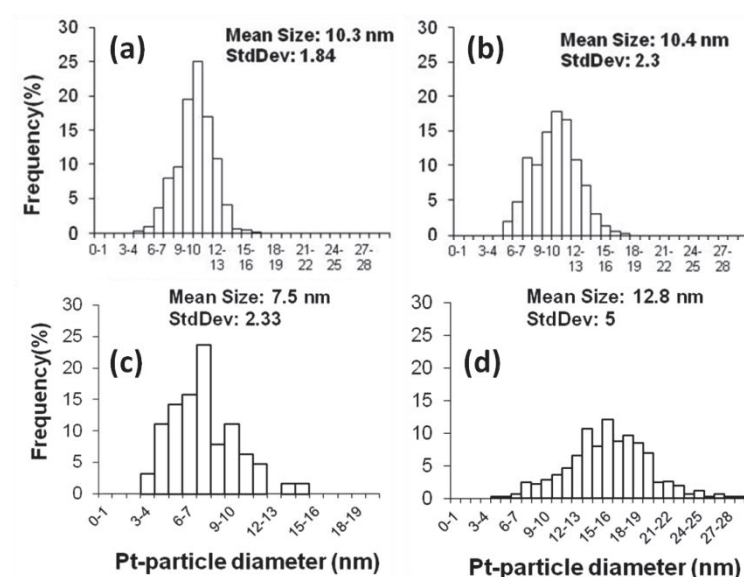 (a)
Mean Size: 10.3 nm
StdDev: 1.84
Frequency(%)
30
25
20
15
10
5
0
0-1 3-4 6-7 9-10 12-13 15-16 18-19 21-22 24-25 27-28
(b)
Mean Size: 10.4 nm
StdDev: 2.3
30
25
20
15
10
5
0
0-1 3-4 6-7 9-10 12-13 15-16 18-19 21-22 24-25 27-28
(c)
Mean Size: 7.5 nm
StdDev: 2.33
Frequency(%)
30
25
20
15
10
5
0
0-1 3-4 6-7 9-10 12-13 15-16 18-19
Pt-particle diameter (nm)
(d)
Mean Size: 12.8 nm
StdDev: 5
30
25
20
15
10
5
0
0-1 3-4 6-7 9-10 12-13 15-16 18-19 21-22 24-25 27-28
Pt-particle diameter (nm)